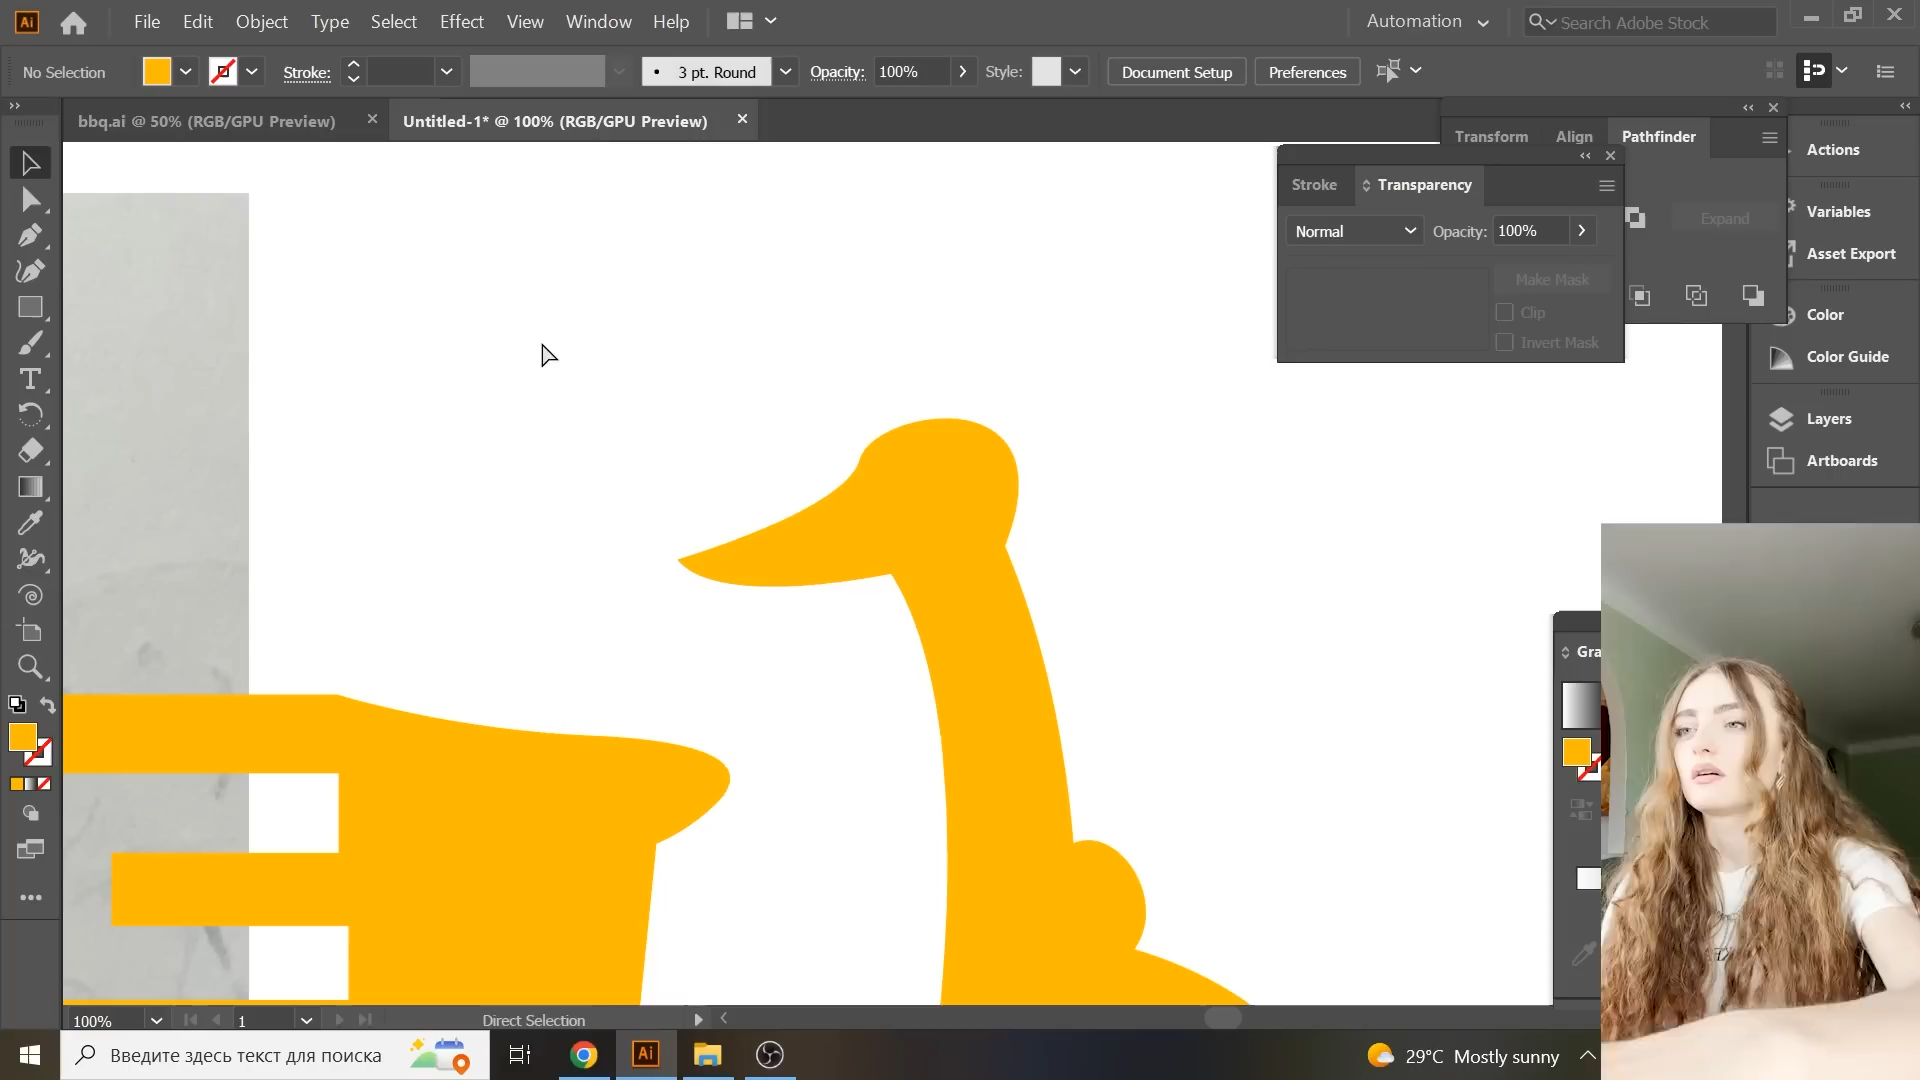 Ai File Edit Object Type Select Effect View Window Help Automation Search Adobe Stock
No Selection Stroke: 3 pt. Round Opacity: 100% Style: Document Setup Preferences
bbq.ai @ 50% (RGB/GPU Preview) Untitled-1* @ 100% (RGB/GPU Preview)
Transform Align Pathfinder
Actions
Stroke Transparency
Variables
Expand
Normal Opacity: 100%
Asset Export
Make Mask
Clip
Color
Invert Mask
Color Guide
Layers
Artboards
Gra
100% 1 Direct Selection
Введите здесь текст для поиска Ai 29°C Mostly sunny